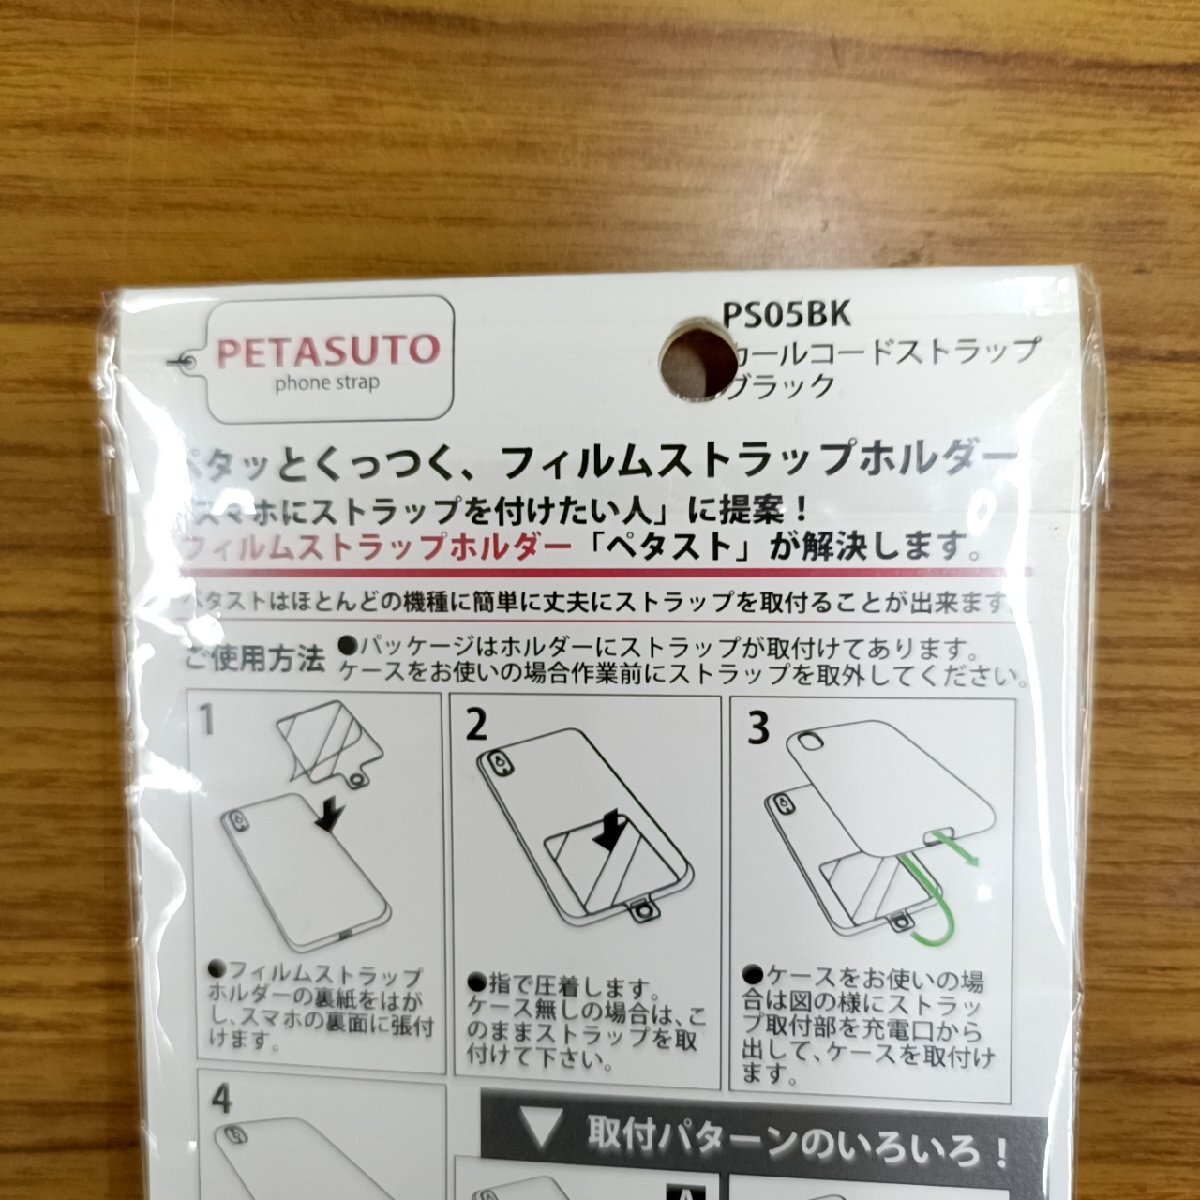 PETASUTO
phone strap
PS05BK
カールコードストラップ
ブラック
ペタッとくっつく、フィルムストラップホルダー
「スマホにストラップを付けたい人」に提案！
フィルムストラップホルダー「ペタスト」が解決します。
ペタストはほとんどの機種に簡単に丈夫にストラップを取付ることが出来ます。
ご使用方法
●パッケージはホルダーにストラップが取付けてあります。
ケースをお使いの場合作業前にストラップを取外してください。
1
●フィルムストラップ
ホルダーの裏紙をはが
し、スマホの裏面に張付
けます。
2
●指で圧着します。
ケース無しの場合は、こ
のままストラップを取
付けて下さい。
3
●ケースをお使いの場
合は図の様にストラッ
プ取付部を充電口から
出して、ケースを取付け
ます。
4
▼ 取付パターンのいろいろ！
A